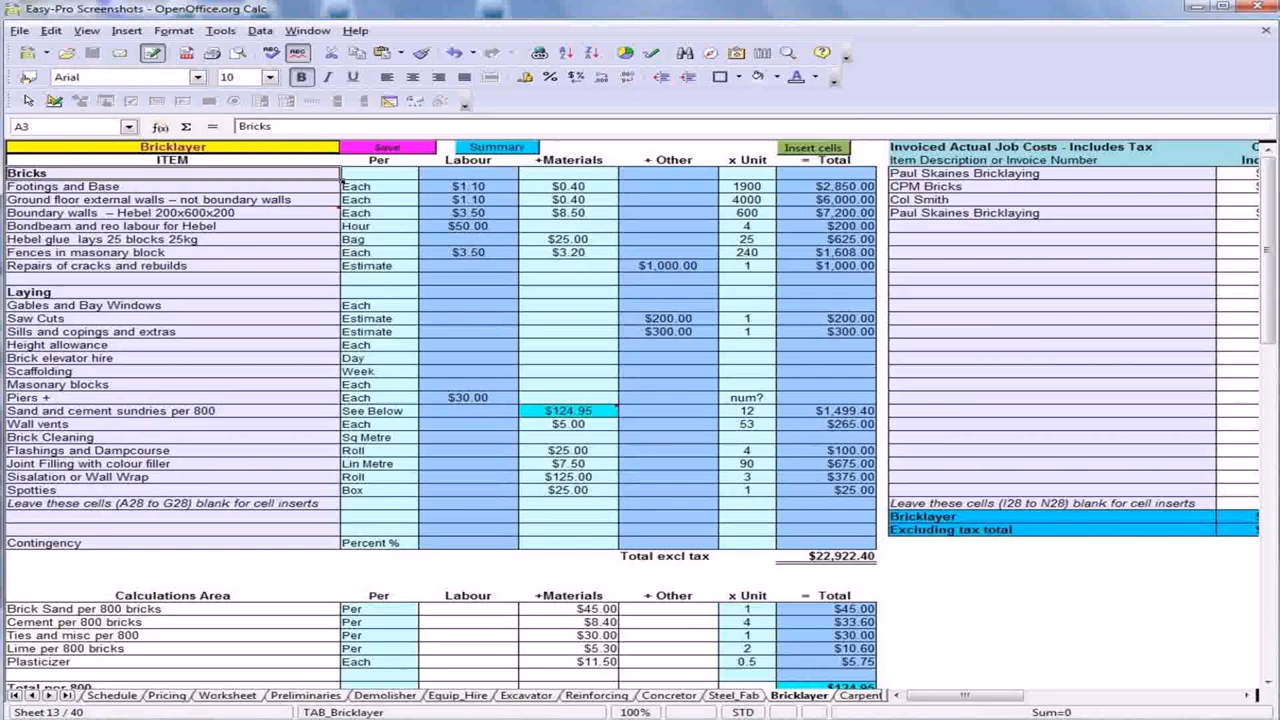 Easy-Pro Screenshots - OpenOffice.org Calc
File Edit View Insert Format Tools Data Window Help
Arial 10
A3 Bricks
Bricklayer Save Summary Insert cells Invoiced Actual Job Costs - Includes Tax
ITEM Per Labour +Materials + Other x Unit = Total Item Description or Invoice Number
Bricks Paul Skaines Bricklaying
Footings and Base Each $1.10 $0.40 1900 $2,850.00 CPM Bricks
Ground floor external walls – not boundary walls Each $1.10 $0.40 4000 $6,000.00 Col Smith
Boundary walls – Hebel 200x600x200 Each $3.50 $8.50 600 $7,200.00 Paul Skaines Bricklaying
Bondbeam and reo labour for Hebel Hour $50.00 4 $200.00
Hebel glue lays 25 blocks 25kg Bag $25.00 25 $625.00
Fences in masonary block Each $3.50 $3.20 240 $1,608.00
Repairs of cracks and rebuilds Estimate $1,000.00 1 $1,000.00
Laying
Gables and Bay Windows Each
Saw Cuts Estimate $200.00 1 $200.00
Sills and copings and extras Estimate $300.00 1 $300.00
Height allowance Each
Brick elevator hire Day
Scaffolding Week
Masonary blocks Each
Piers + Each $30.00 num?
Sand and cement sundries per 800 See Below $124.95 12 $1,499.40
Wall vents Each $5.00 53 $265.00
Brick Cleaning Sq Metre
Flashings and Dampcourse Roll $25.00 4 $100.00
Joint Filling with colour filler Lin Metre $7.50 90 $675.00
Sisalation or Wall Wrap Roll $125.00 3 $375.00
Spotties Box $25.00 1 $25.00
Leave these cells (A28 to G28) blank for cell inserts Leave these cells (I28 to N28) blank for cell inserts
Bricklayer
Excluding tax total
Contingency Percent %
Total excl tax $22,922.40
Calculations Area Per Labour +Materials + Other x Unit = Total
Brick Sand per 800 bricks Per $45.00 1 $45.00
Cement per 800 bricks Per $8.40 4 $33.60
Ties and misc per 800 Per $30.00 1 $30.00
Lime per 800 bricks Per $5.30 2 $10.60
Plasticizer Each $11.50 0.5 $5.75
Total per 800 $124.95
Schedule Pricing Worksheet Preliminaries Demolisher Equip_Hire Excavator Reinforcing Concretor Steel_Fab Bricklayer Carpent
Sheet 13 / 40 TAB_Bricklayer 100% STD Sum=0